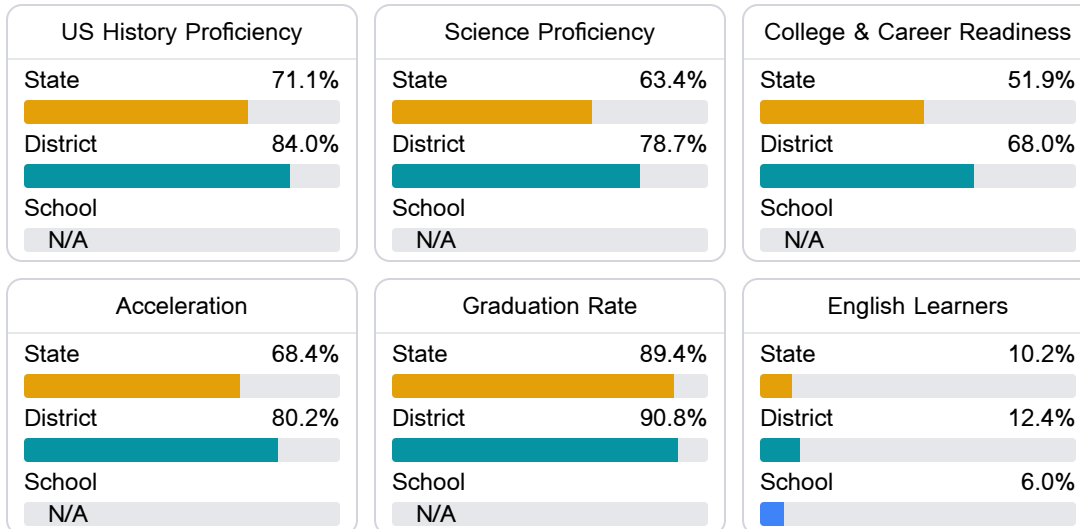 US History Proficiency
State 71.1%
District 84.0%
School
N/A
Science Proficiency
State 63.4%
District 78.7%
School
N/A
College & Career Readiness
State 51.9%
District 68.0%
School
N/A
Acceleration
State 68.4%
District 80.2%
School
N/A
Graduation Rate
State 89.4%
District 90.8%
School
N/A
English Learners
State 10.2%
District 12.4%
School 6.0%